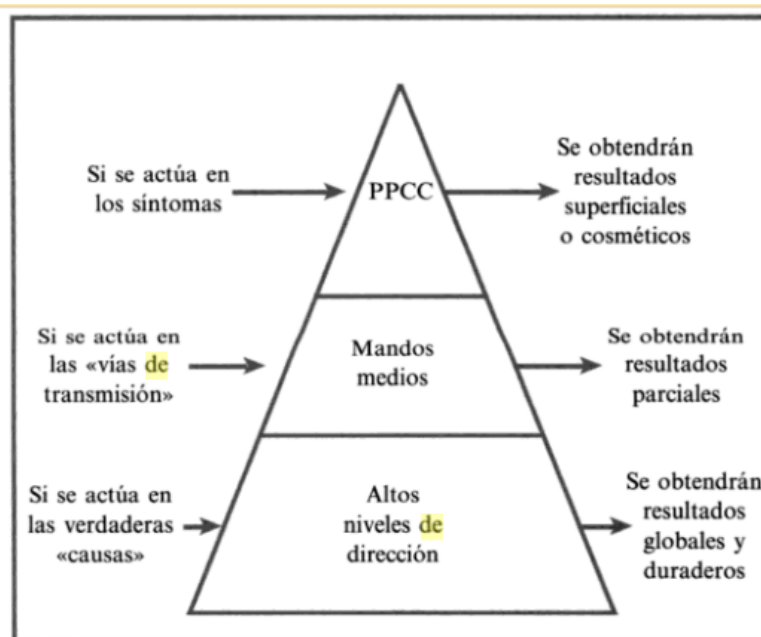 Si se actúa en
los síntomas
PPCC
Se obtendrán
resultados
superficiales
o cosméticos
Si se actúa en
las «vías de
transmisión»
Mandos
medios
Se obtendrán
resultados
parciales
Si se actúa en
las verdaderas
«causas»
Altos
niveles de
dirección
Se obtendrán
resultados
globales y
duraderos